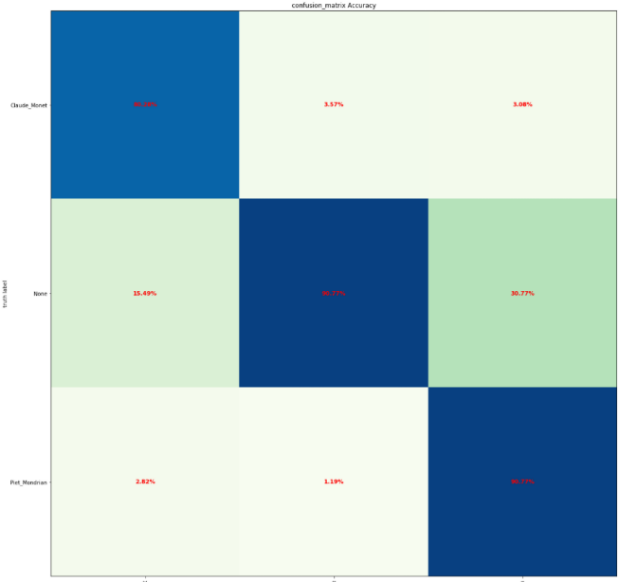 confusion_matrix Accuracy
Claude_Monet
3.57%
3.08%
truth label
None
15.49%
30.77%
Piet_Mondrian
2.82%
1.19%